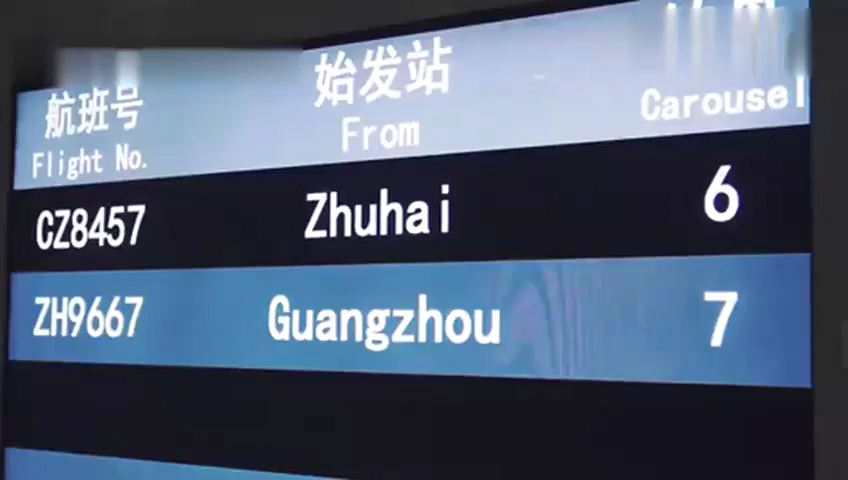 航班号 始发站
Flight No. From Carousel
CZ8457 Zhuhai 6
ZH9667 Guangzhou 7